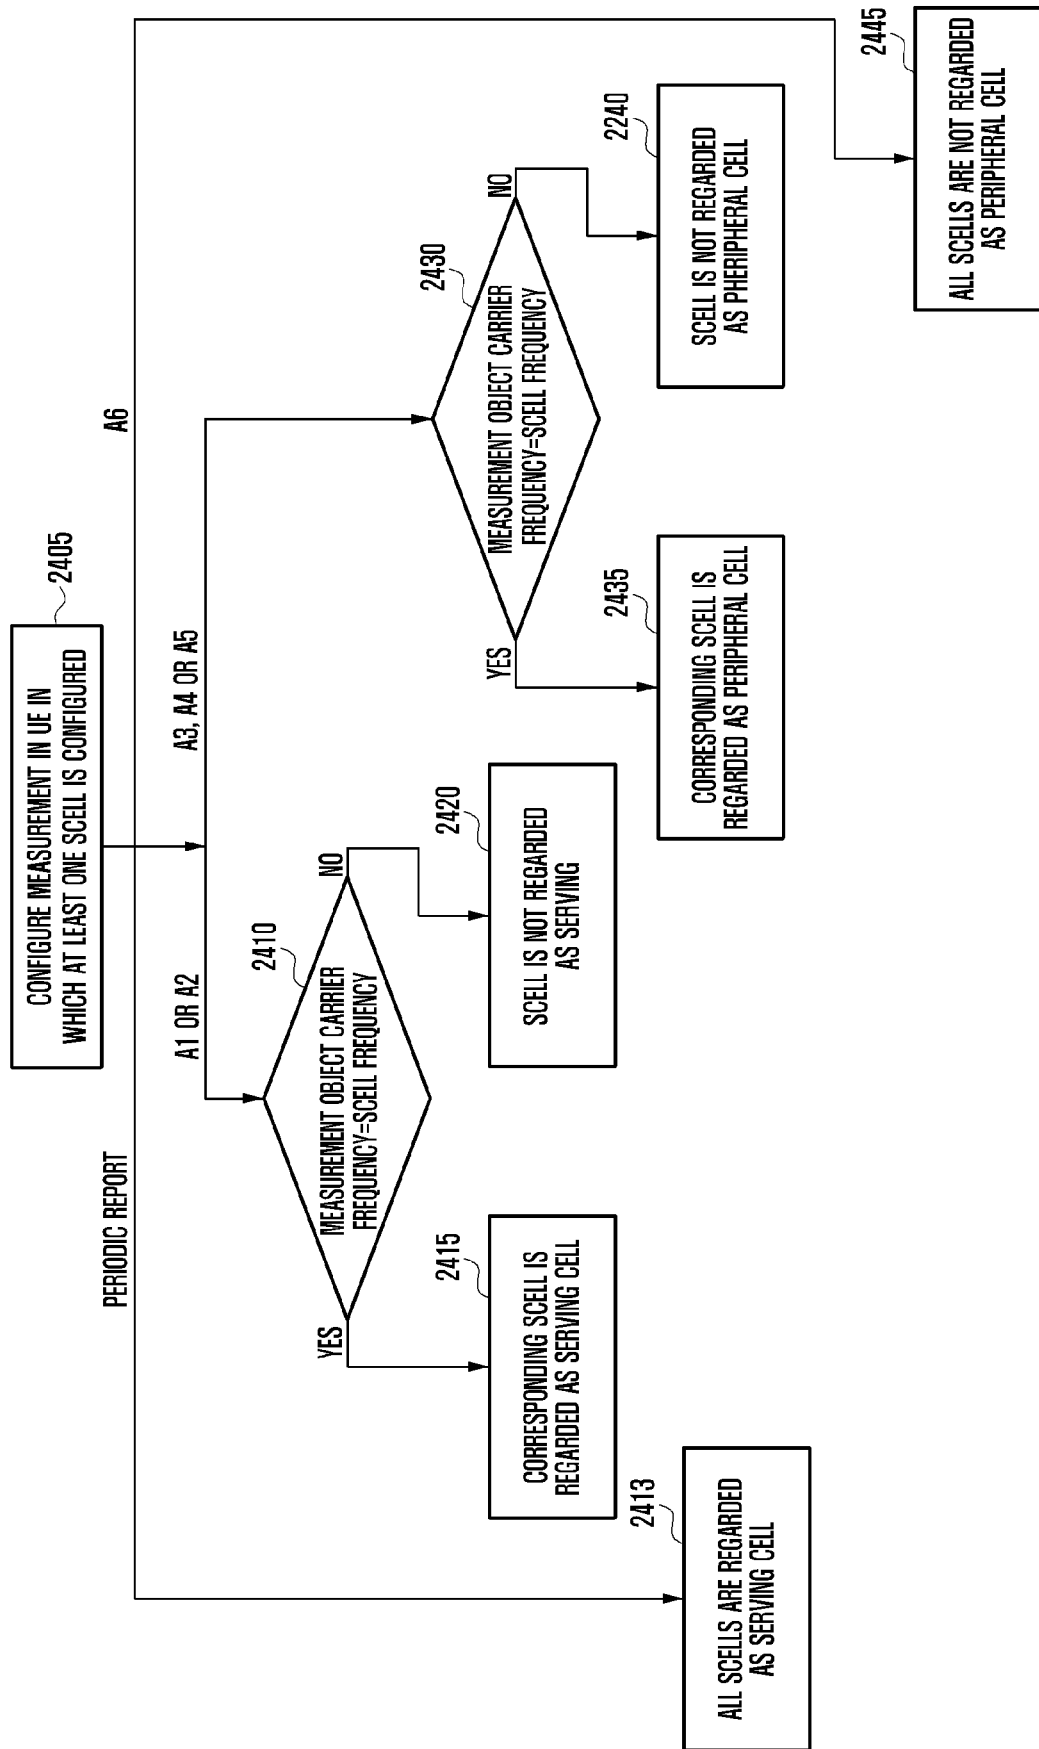 CONFIGURE MEASUREMENT IN UE IN
WHICH AT LEAST ONE SCELL IS CONFIGURED
2405
PERIODIC REPORT
A6
A1 OR A2
A3, A4 OR A5
2410
MEASUREMENT OBJECT CARRIER
FREQUENCY=SCELL FREQUENCY
YES
NO
2415
CORRESPONDING SCELL IS
REGARDED AS SERVING CELL
2420
SCELL IS NOT REGARDED
AS SERVING
2430
MEASUREMENT OBJECT CARRIER
FREQUENCY=SCELL FREQUENCY
YES
NO
2413
ALL SCELLS ARE REGARDED
AS SERVING CELL
2435
CORRESPONDING SCELL IS
REGARDED AS PERIPHERAL CELL
2240
SCELL IS NOT REGARDED
AS PHERIPHERAL CELL
2445
ALL SCELLS ARE NOT REGARDED
AS PERIPHERAL CELL